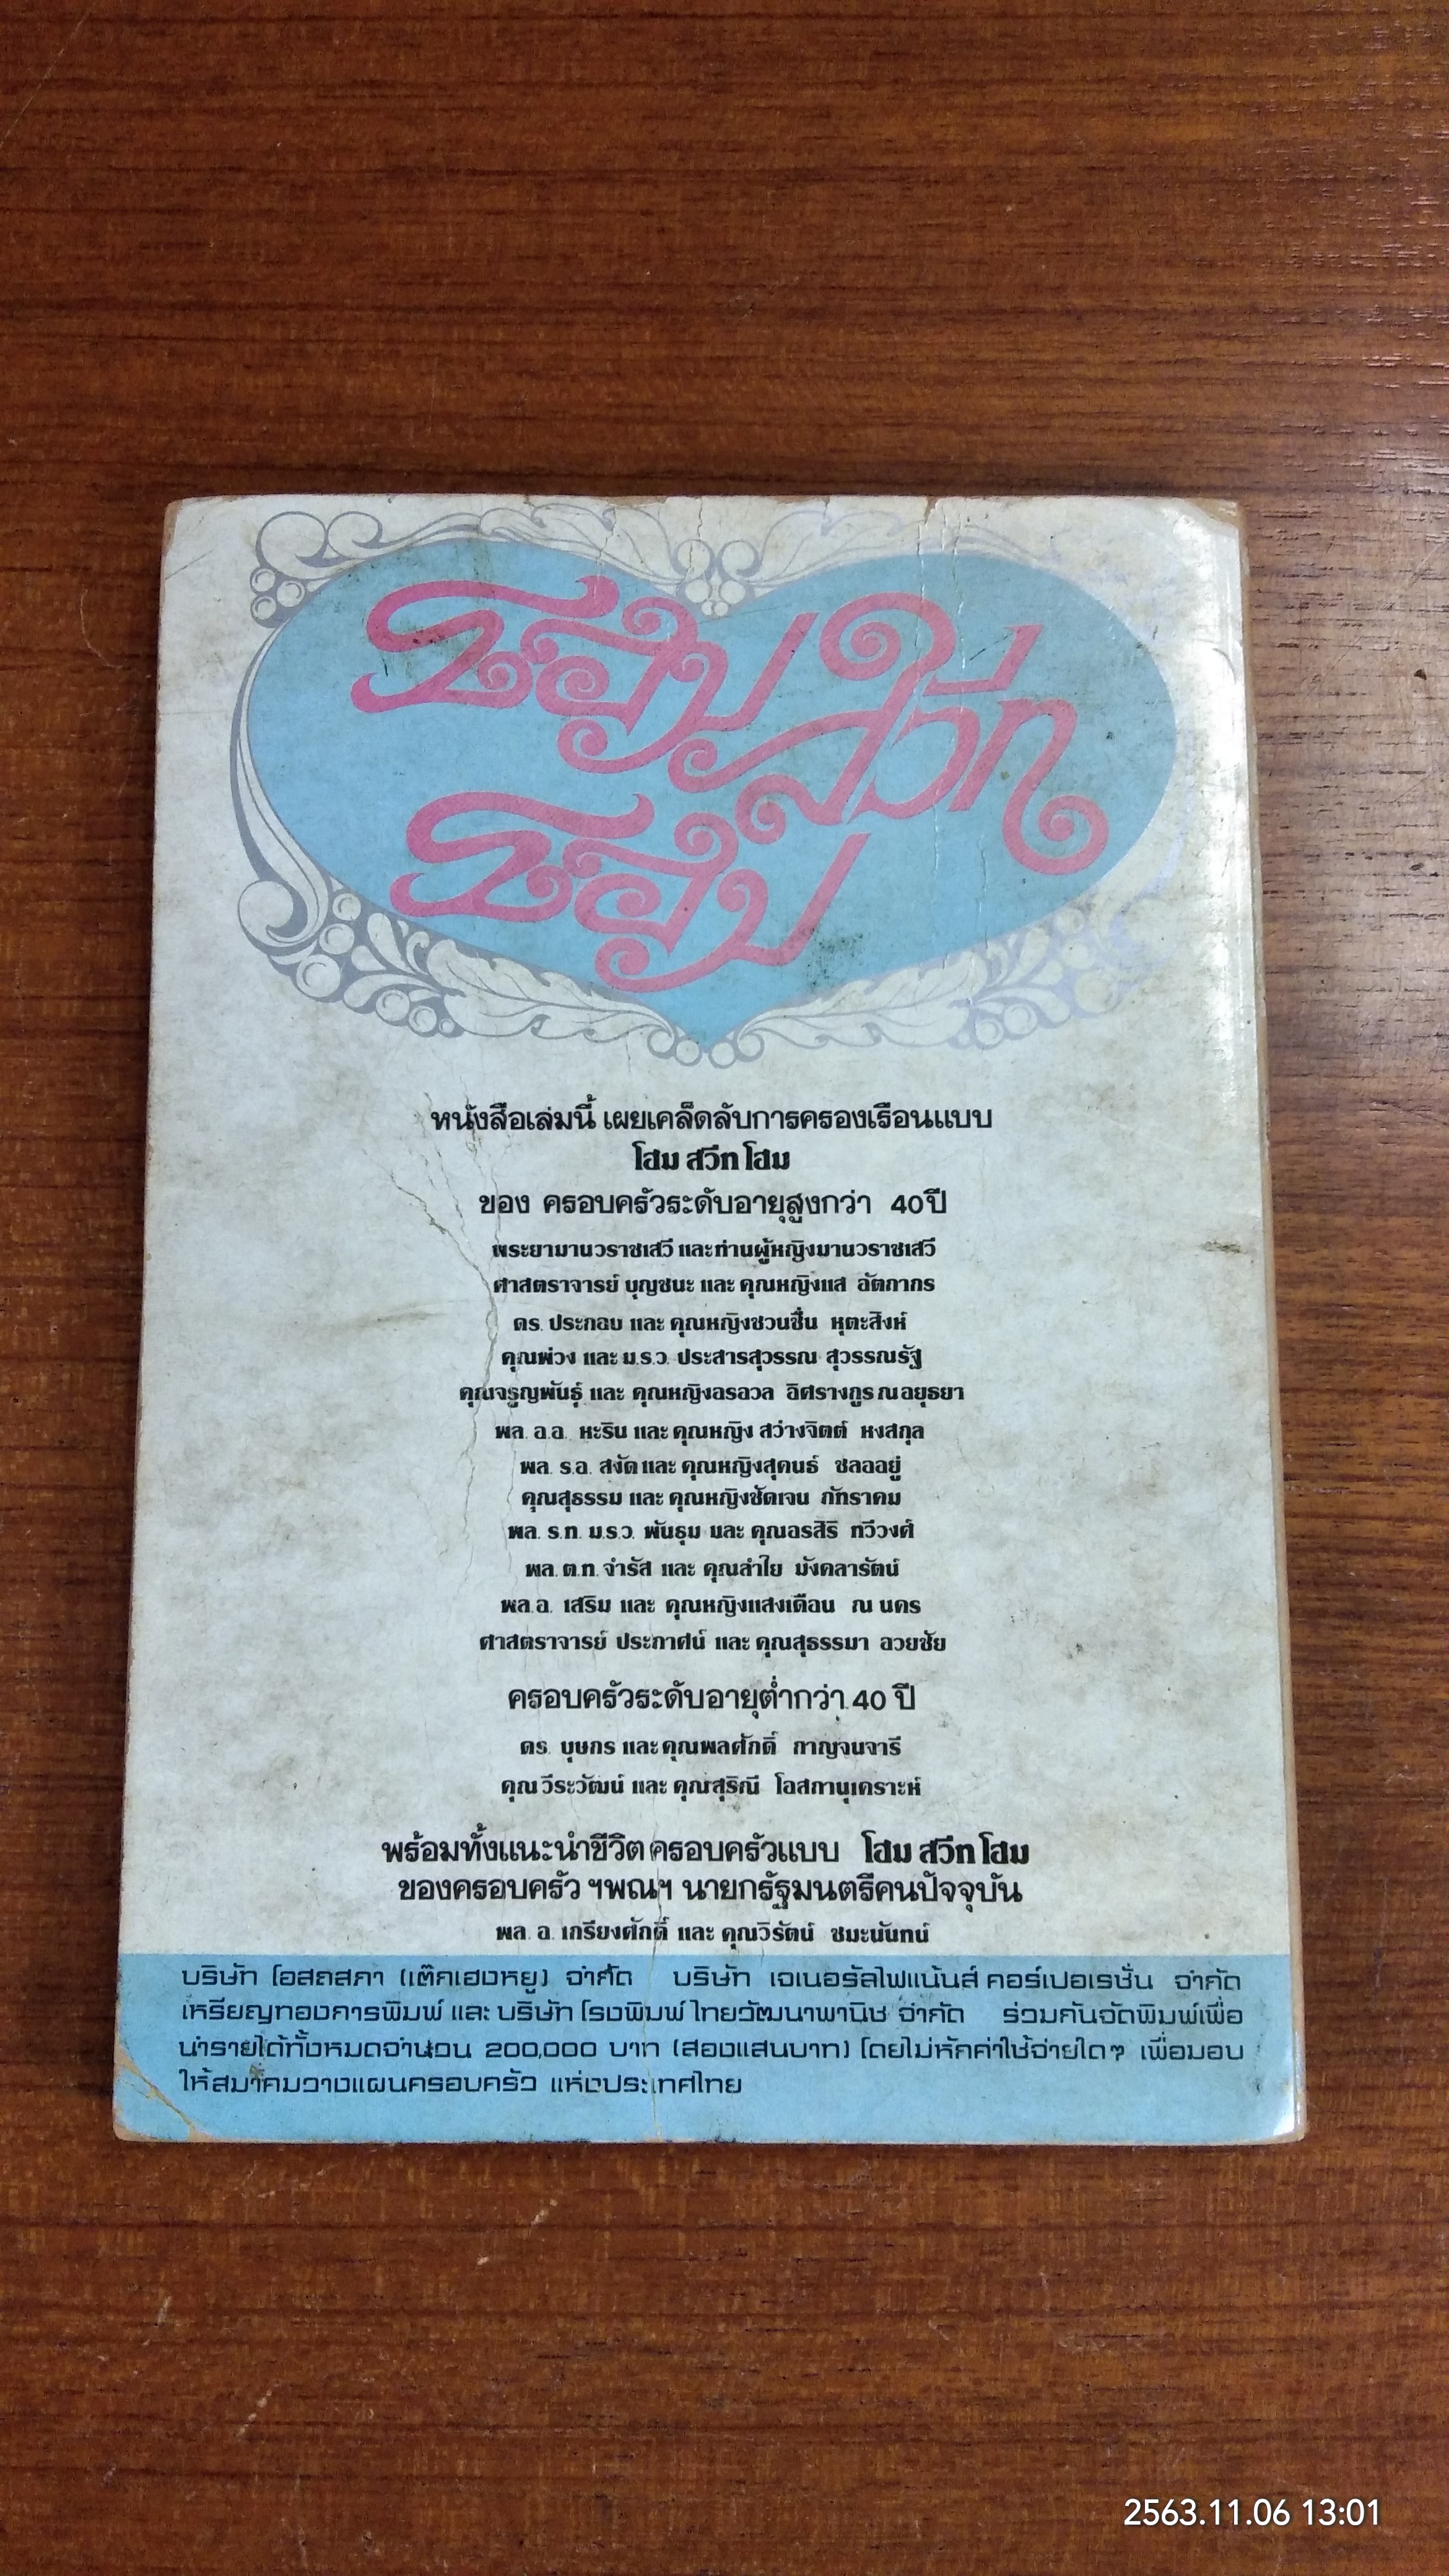 โฮม สวีท
โฮม
หนังสือเล่มนี้ เผยเคล็ดลับการครองเรือนแบบ
โฮม สวีท โฮม
ของ ครอบครัวระดับอายุสูงกว่า 40 ปี
พระยามานวราชเสวี และท่านผู้หญิงมานวราชเสวี
ศาสตราจารย์ บุญชนะ และ คุณหญิงแส อัตถากร
ดร. ประกอบ และ คุณหญิงชวนชื่น หุตะสิงห์
คุณพ่วง และ ม.ร.ว. ประสารสุวรรณ สุวรรณรัฐ
คุณจรูญพันธุ์ และ คุณหญิงอรอวล อิศรางกูร ณ อยุธยา
พล. อ.อ. หะริน และ คุณหญิง สว่างจิตต์ หงสกุล
พล. ร.อ. สงัด และ คุณหญิงสุคนธ์ ชลออยู่
คุณสุธรรม และ คุณหญิงชัดเจน ภัทราคม
พล. ร.ท. ม.ร.ว. พันธุม และ คุณอรสิริ ทวีวงศ์
พล. ต.ท. จำรัส และ คุณลำใย มังคลารัตน์
พล.อ. เสริม และ คุณหญิงแสงเดือน ณ นคร
ศาสตราจารย์ ประภาศน์ และ คุณสุธรรมา อวยชัย
ครอบครัวระดับอายุต่ำกว่า 40 ปี
ดร. บุษกร และ คุณพลศักดิ์ กาญจนจารี
คุณ วีระวัฒน์ และ คุณสุริณี โอสถานุเคราะห์
พร้อมทั้งแนะนำชีวิต ครอบครัวแบบ โฮม สวีท โฮม
ของครอบครัว ฯพณฯ นายกรัฐมนตรีคนปัจจุบัน
พล. อ. เกรียงศักดิ์ และ คุณวิรัตน์ ชมะนันทน์
บริษัท โอสถสภา (เต๊กเฮงหยู) จำกัด บริษัท เจเนอรัลไฟแน้นส์ คอร์เปอเรชั่น จำกัด
เหรียญทองการพิมพ์ และ บริษัท โรงพิมพ์ ไทยวัฒนาพานิช จำกัด ร่วมกันจัดพิมพ์เพื่อ
นำรายได้ทั้งหมดจำนวน 200,000 บาท (สองแสนบาท) โดยไม่หักค่าใช้จ่ายใดๆ เพื่อมอบ
ให้สมาคมวางแผนครอบครัว แห่งประเทศไทย
2563.11.06 13:01